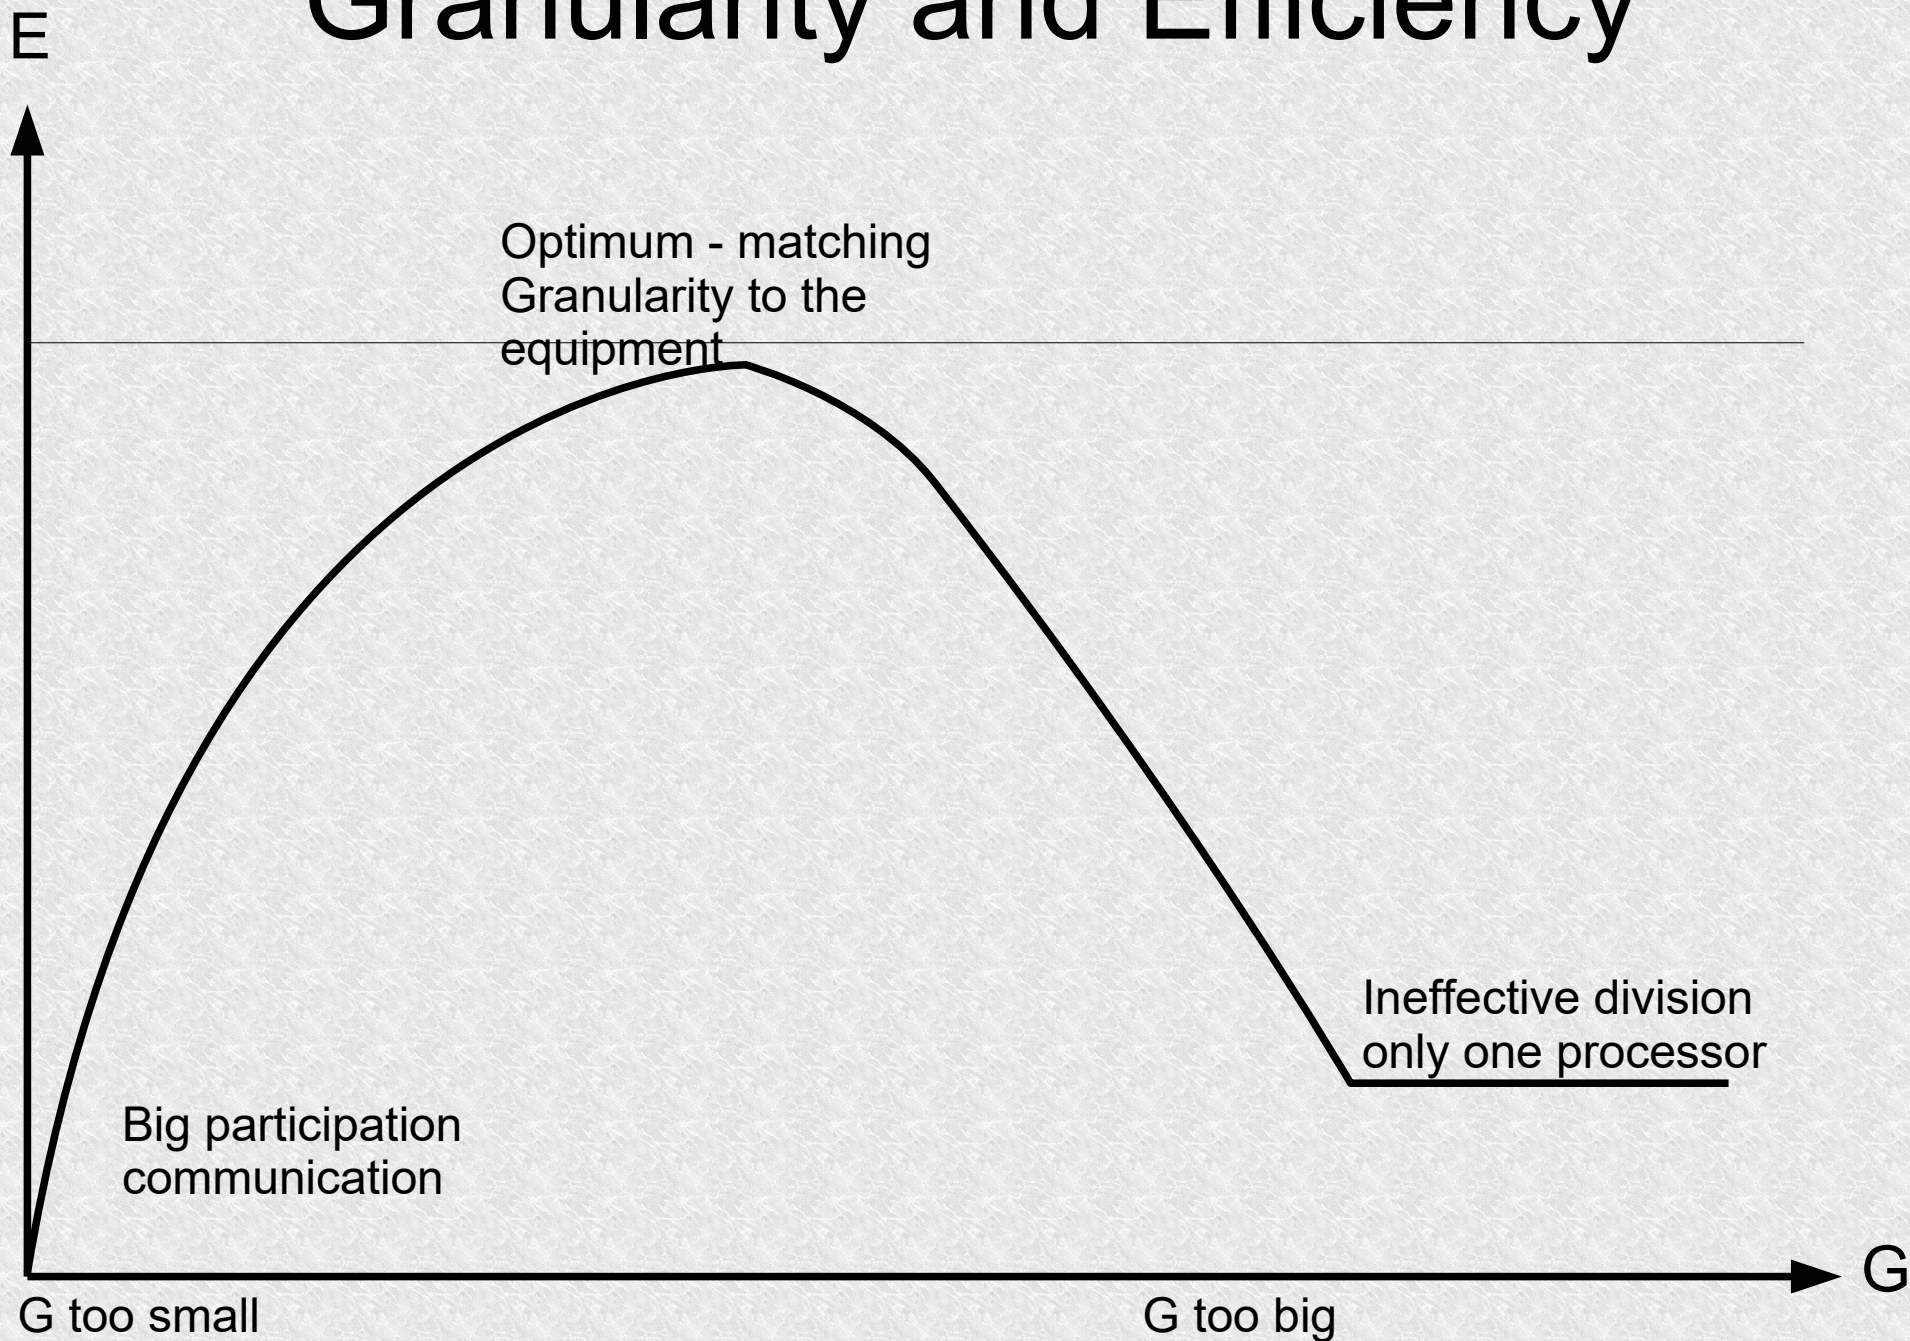 Granularity and Efficiency
E
Optimum - matching
Granularity to the
equipment
Ineffective division
only one processor
Big participation
communication
G
G too small
G too big